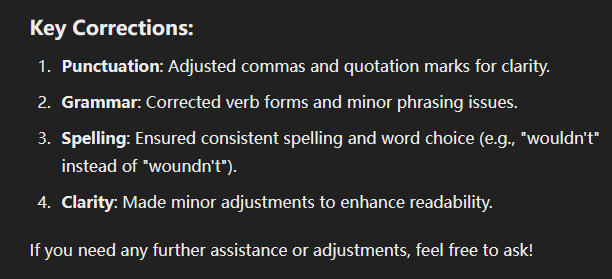 Key Corrections:
1. Punctuation: Adjusted commas and quotation marks for clarity.
2. Grammar: Corrected verb forms and minor phrasing issues.
3. Spelling: Ensured consistent spelling and word choice (e.g., "wouldn't"
instead of "woundn't").
4. Clarity: Made minor adjustments to enhance readability.
If you need any further assistance or adjustments, feel free to ask!